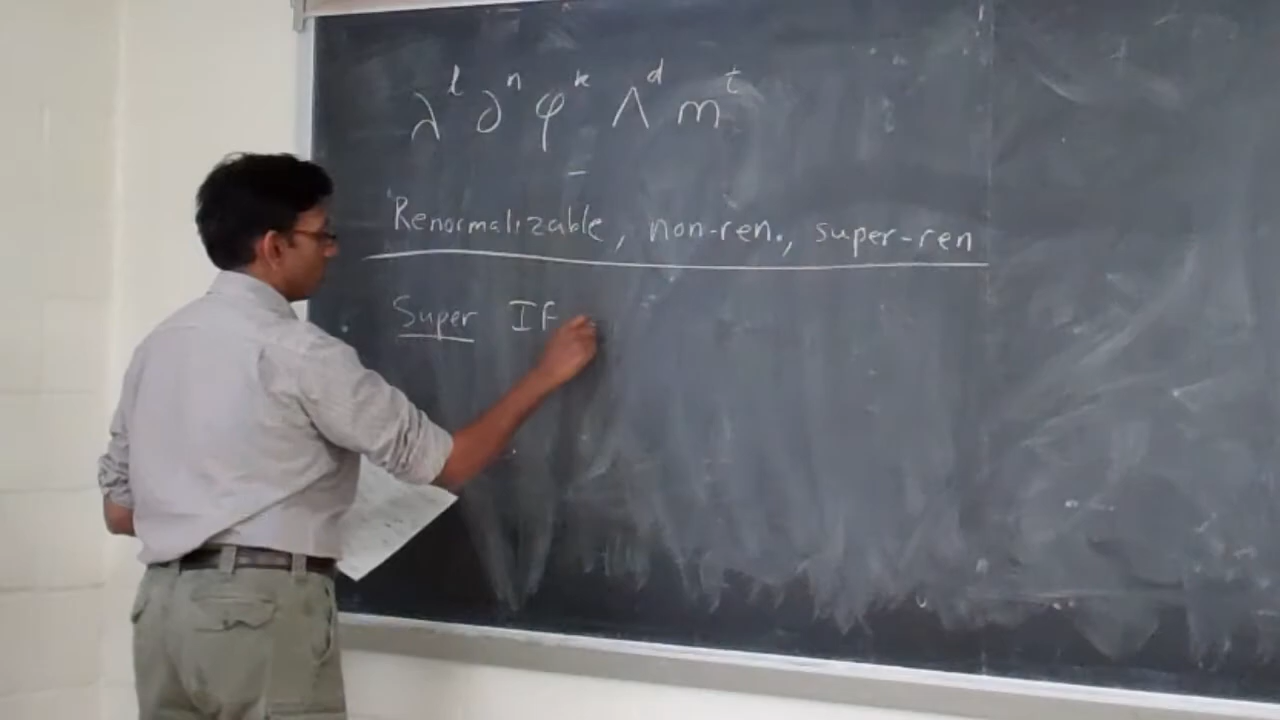 λ^l ∂^n φ^k Λ^d m^t
Renormalizable, non-ren., super-ren
Super If